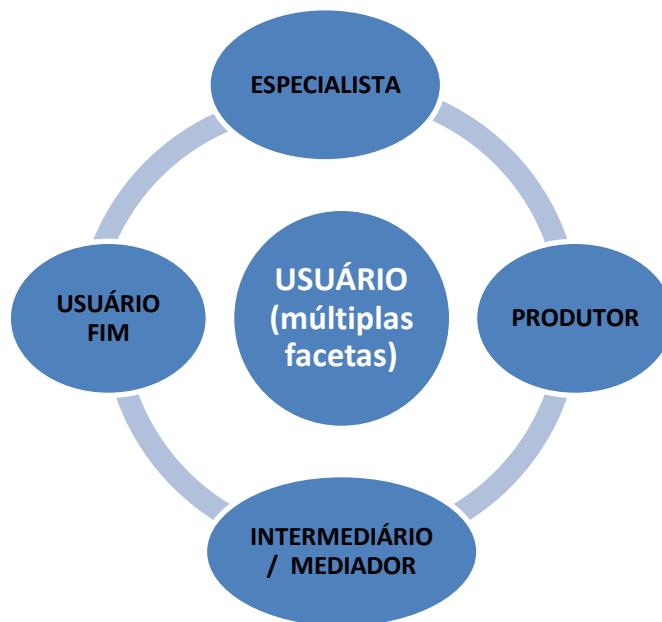 ESPECIALISTA
USUÁRIO
FIM
USUÁRIO
(múltiplas
facetas)
PRODUTOR
INTERMEDIÁRIO
/ MEDIADOR